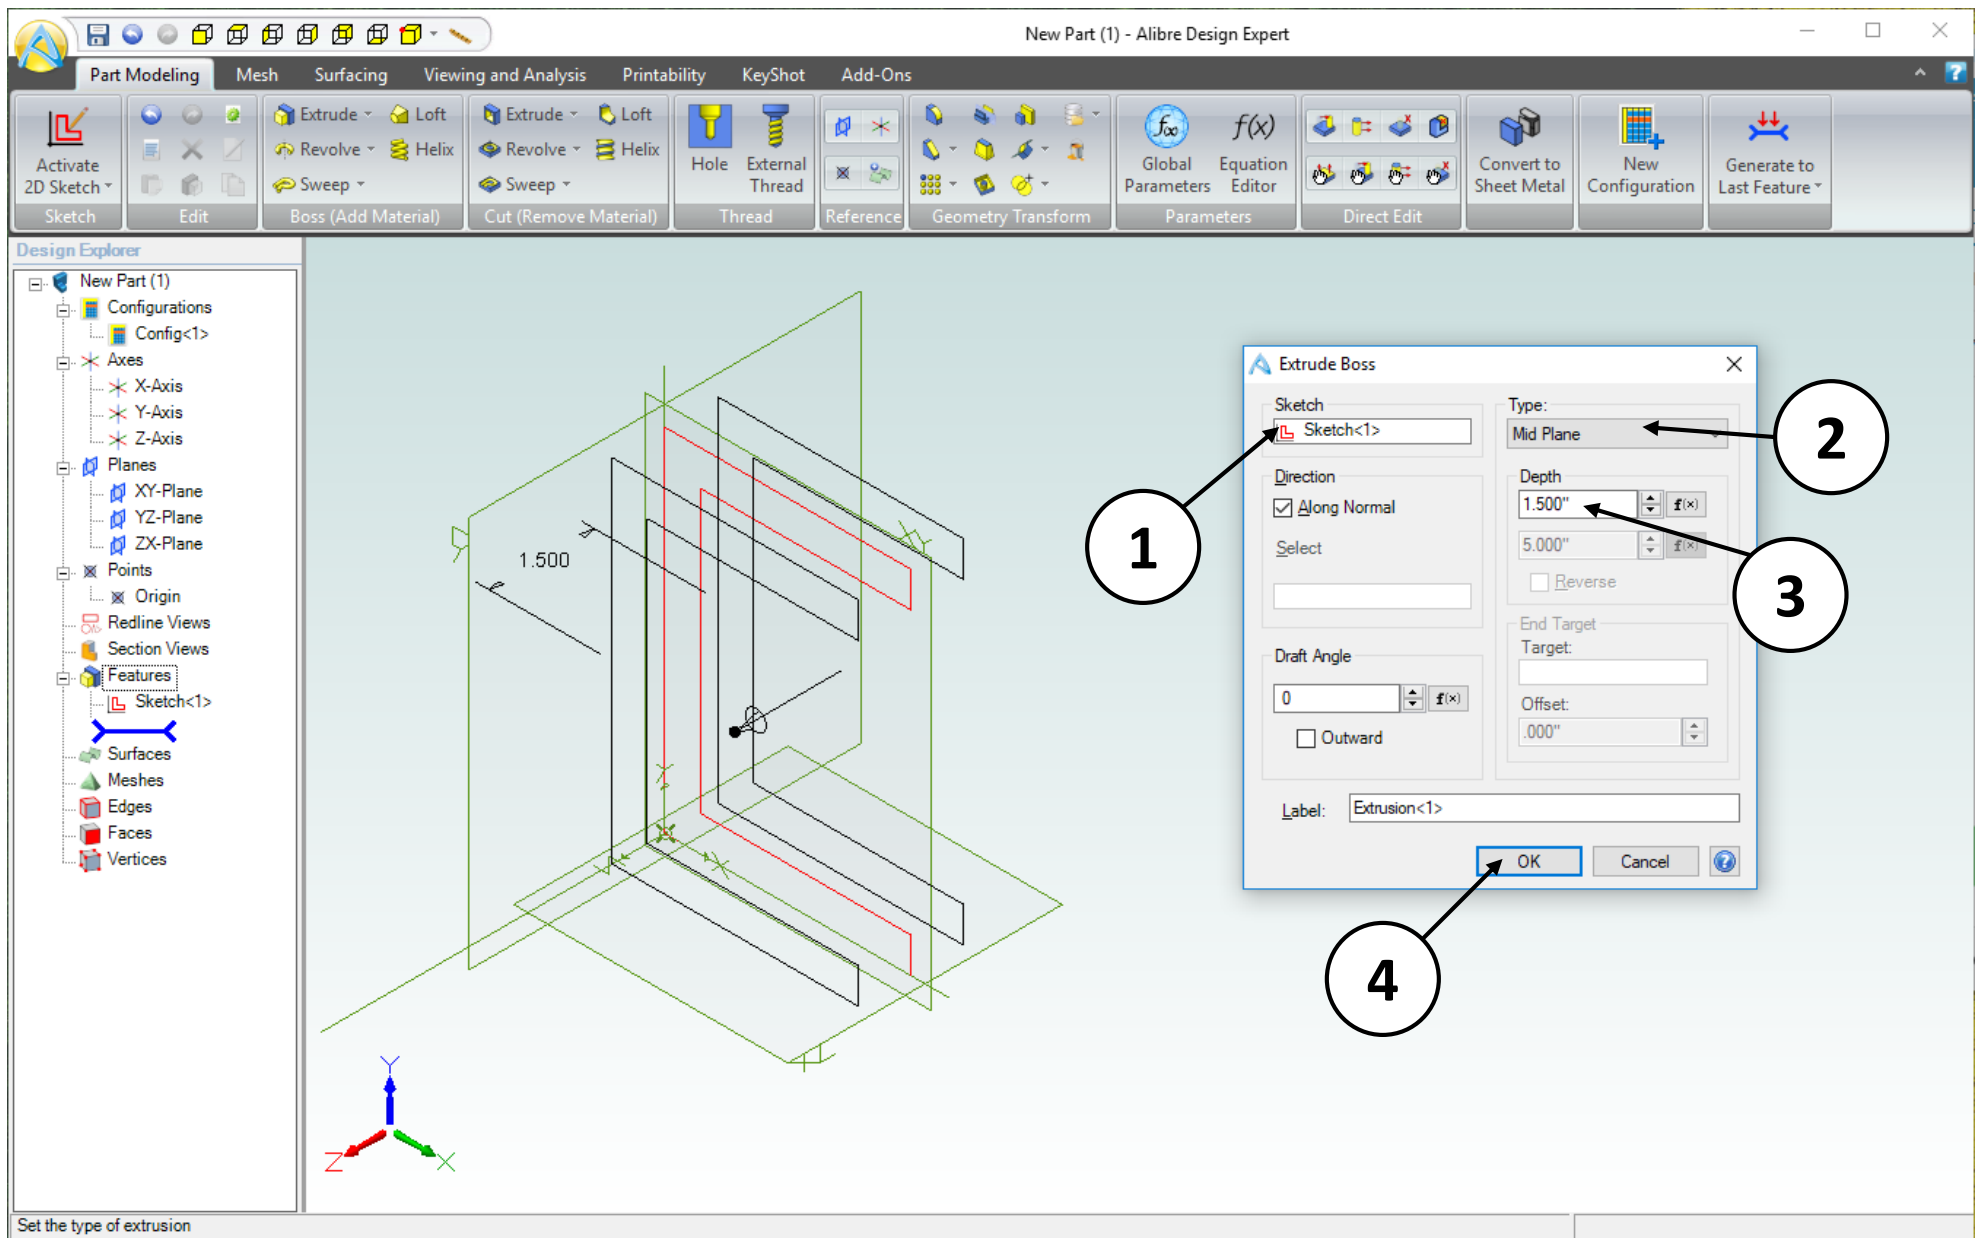 New Part (1) - Alibre Design Expert
Part Modeling Mesh Surfacing Viewing and Analysis Printability KeyShot Add-Ons
Activate
2D Sketch
Sketch
Edit
Extrude Loft
Revolve Helix
Sweep
Boss (Add Material)
Extrude Loft
Revolve Helix
Sweep
Cut (Remove Material)
Hole
External
Thread
Thread
Reference
Geometry Transform
f∞
Global
Parameters
f(x)
Equation
Editor
Parameters
Direct Edit
Convert to
Sheet Metal
New
Configuration
Generate to
Last Feature
Design Explorer
New Part (1)
Configurations
Config<1>
Axes
X-Axis
Y-Axis
Z-Axis
Planes
XY-Plane
YZ-Plane
ZX-Plane
Points
Origin
Redline Views
Section Views
Features
Sketch<1>
Surfaces
Meshes
Edges
Faces
Vertices
1.500
Y
Z
X
Extrude Boss
Sketch
Sketch<1>
Direction
Along Normal
Select
Draft Angle
0
f(x)
Outward
Type:
Mid Plane
Depth
1.500"
f(x)
5.000"
f(x)
Reverse
End Target
Target:
Offset:
.000"
Label: Extrusion<1>
OK Cancel
1
2
3
4
Set the type of extrusion